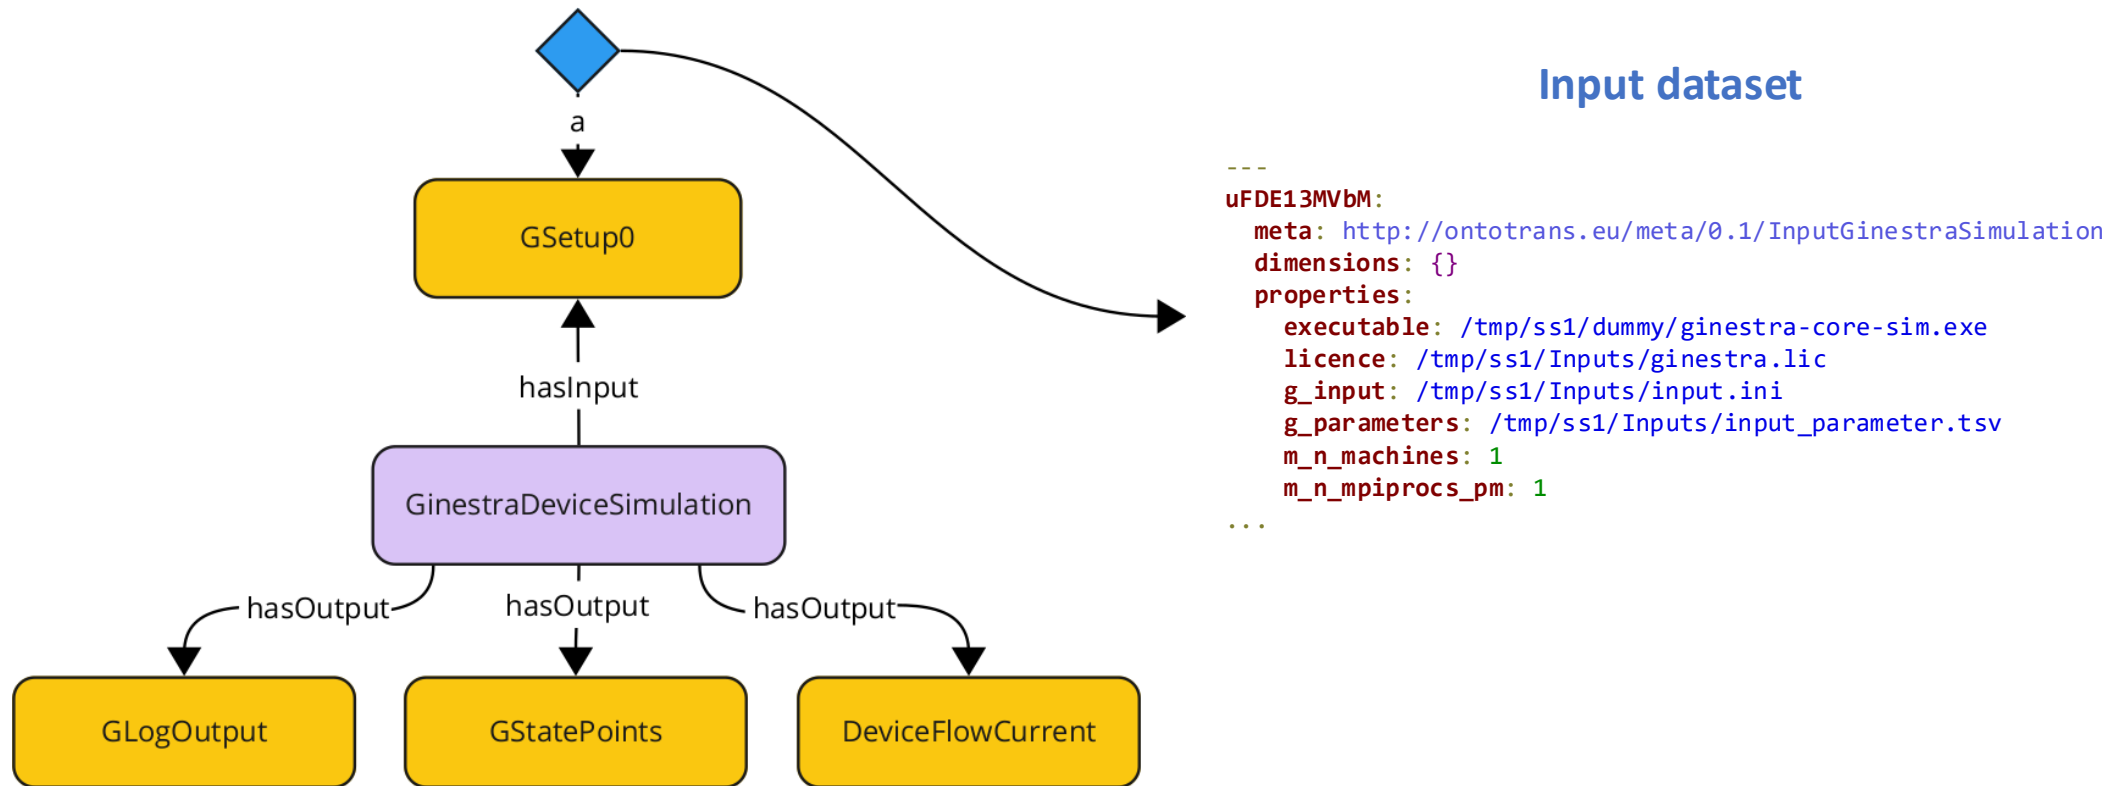 a
GSetup0
hasInput
GinestraDeviceSimulation
hasOutput
hasOutput
hasOutput
GLogOutput
GStatePoints
DeviceFlowCurrent
Input dataset
---
uFDE13MVbM:
  meta: http://ontotrans.eu/meta/0.1/InputGinestraSimulation
  dimensions: {}
  properties:
    executable: /tmp/ss1/dummy/ginestra-core-sim.exe
    licence: /tmp/ss1/Inputs/ginestra.lic
    g_input: /tmp/ss1/Inputs/input.ini
    g_parameters: /tmp/ss1/Inputs/input_parameter.tsv
    m_n_machines: 1
    m_n_mpiprocs_pm: 1
...